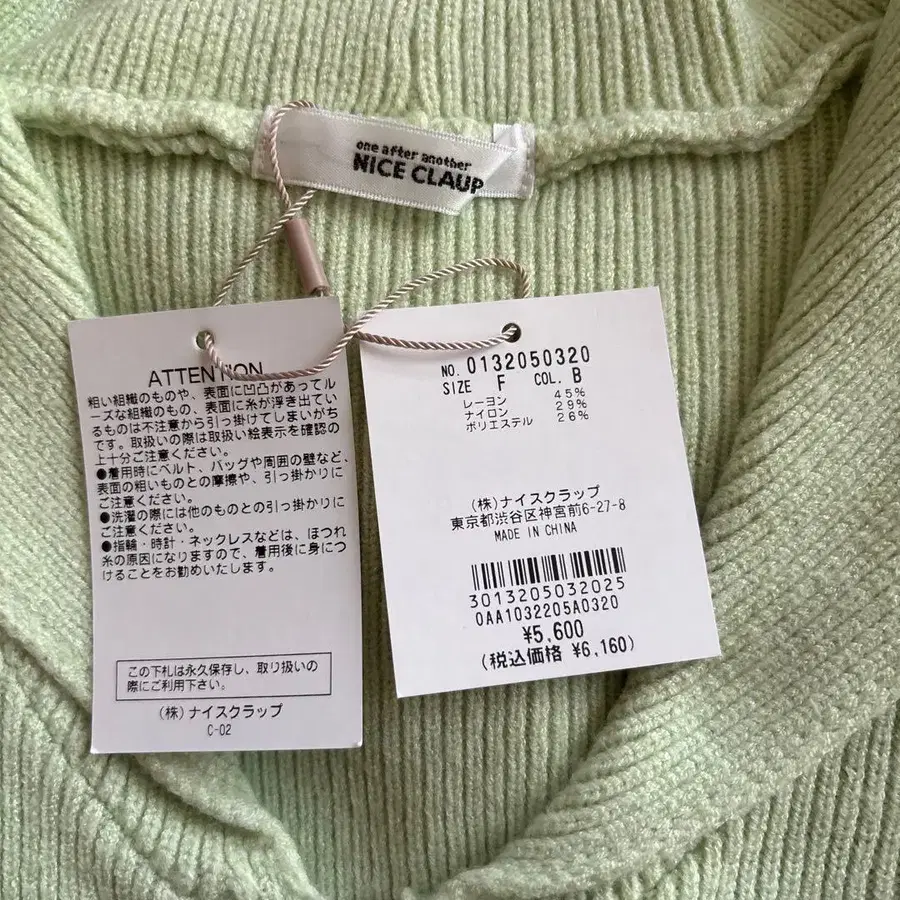 one after another
NICE CLAUP
ATTENTION
粗い組織のものや、表面に凹凸があってル
ーズな組織のもの、表面に糸が浮き出てい
るものは不注意から引っ掛けてしまいがち
です。取扱いの際は取扱い絵表示を確認の
上十分ご注意ください。
●着用時にベルト、バッグや周囲の壁など、
表面の粗いものとの摩擦や、引っ掛かりに
ご注意ください。
●洗濯の際には他のものとの引っ掛かりに
ご注意ください。
●指輪・時計・ネックレスなどは、ほつれ
糸の原因になりますので、着用後に身につ
けることをお勧めいたします。
この下札は永久保存し、取り扱いの
際にご利用下さい。
(株)ナイスクラップ
C-02
NO. 0132050320
SIZE F COL. B
レーヨン 45%
ナイロン 29%
ポリエステル 26%
(株)ナイスクラップ
東京都渋谷区神宮前6-27-8
MADE IN CHINA
3013205032025
0AA1032205A0320
¥5,600
(税込価格 ¥6,160)